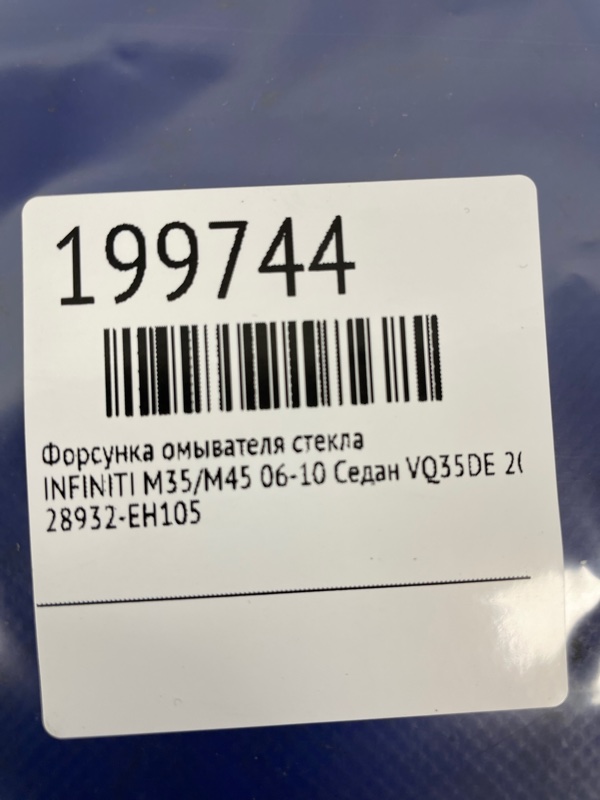 199744
Форсунка омывателя стекла
INFINITI M35/M45 06-10 Седан VQ35DE
28932-EH105